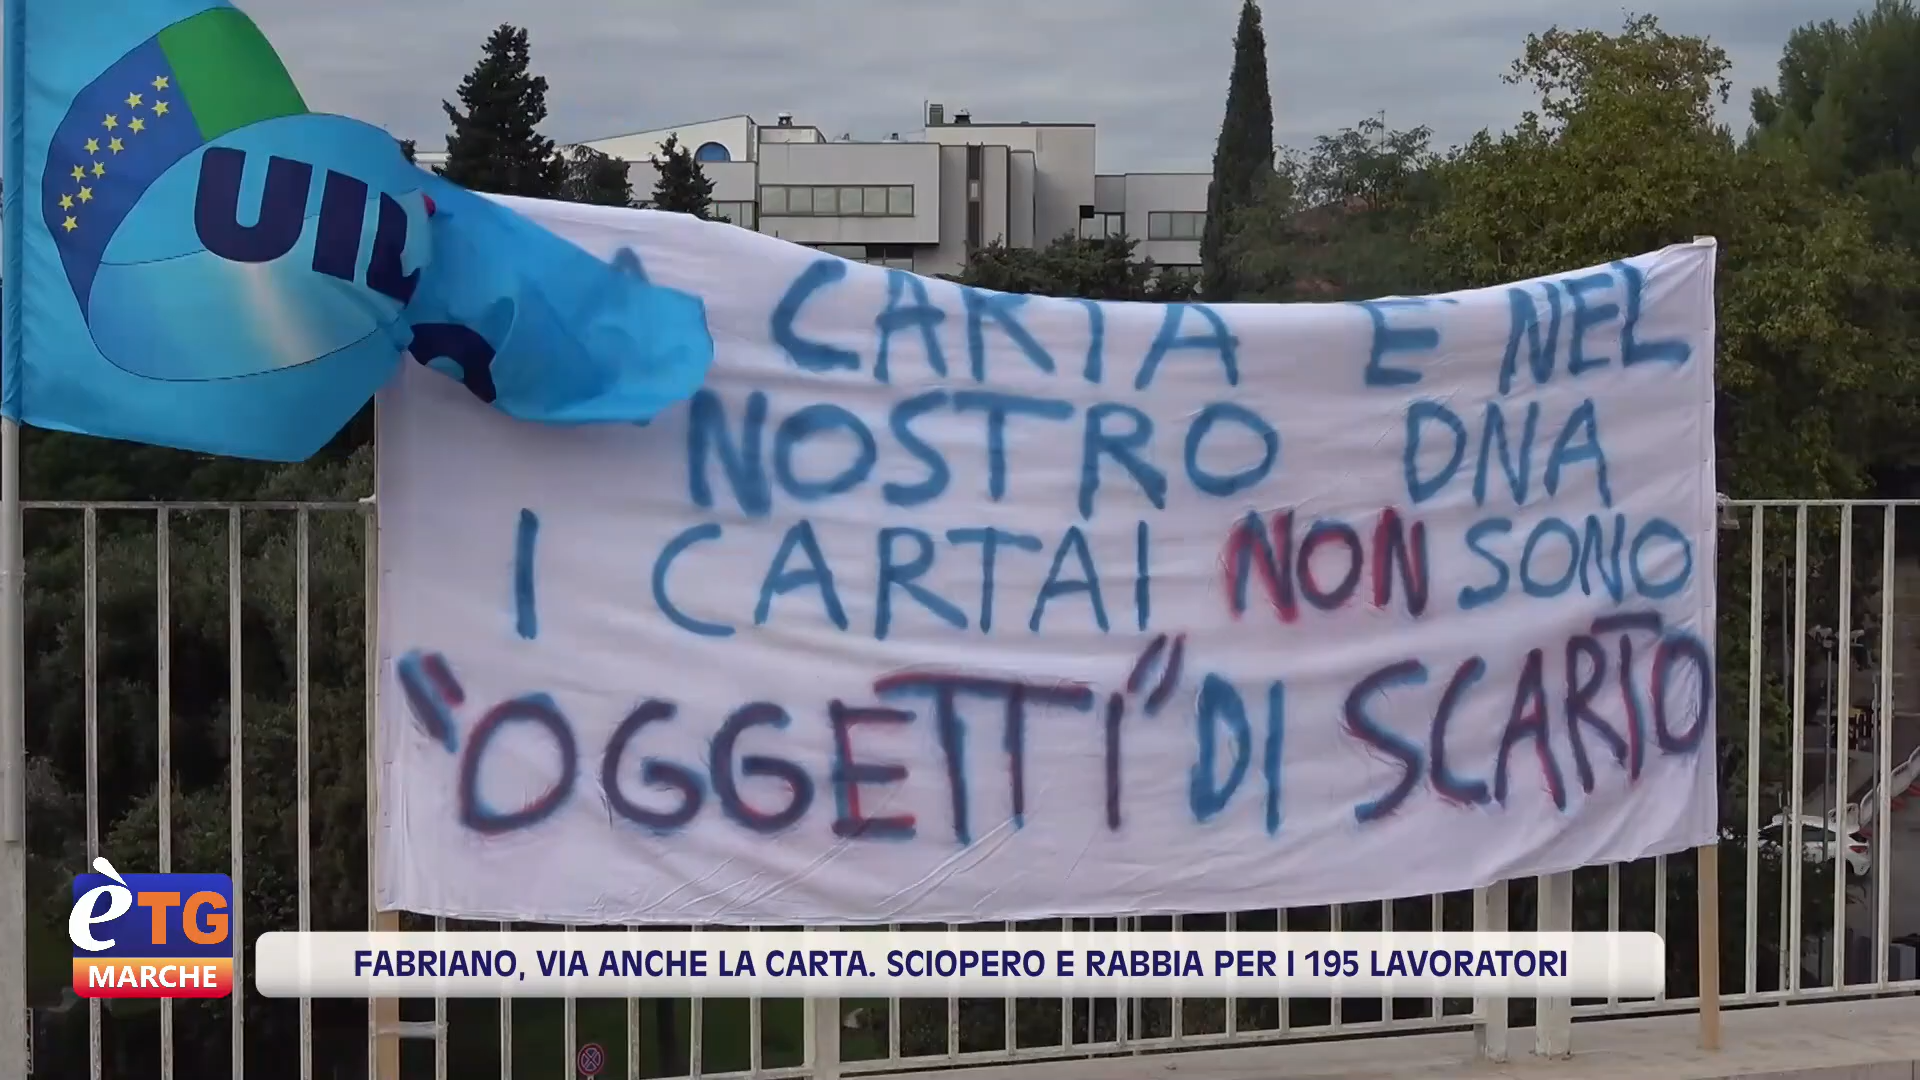 UIL
CARTA E NEL
NOSTRO DNA
I CARTAI NON SONO
"OGGETTI" DI SCARTO
èTG
MARCHE
FABRIANO, VIA ANCHE LA CARTA. SCIOPERO E RABBIA PER I 195 LAVORATORI